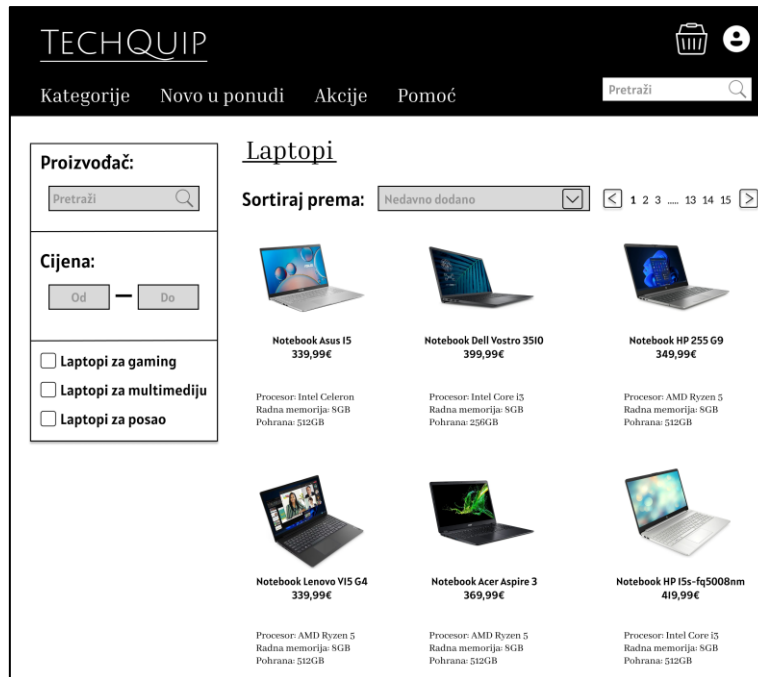 TECHQUIP
Kategorije Novo u ponudi Akcije Pomoć
Pretraži
Proizvođač:
Pretraži
Cijena:
Od — Do
Laptopi za gaming
Laptopi za multimediju
Laptopi za posao
Laptopi
Sortiraj prema: Nedavno dodano < 1 2 3 ..... 13 14 15 >
Notebook Asus 15
339,99€
Procesor: Intel Celeron
Radna memorija: 8GB
Pohrana: 512GB
Notebook Dell Vostro 3510
399,99€
Procesor: Intel Core i3
Radna memorija: 8GB
Pohrana: 256GB
Notebook HP 255 G9
349,99€
Procesor: AMD Ryzen 5
Radna memorija: 8GB
Pohrana: 512GB
Notebook Lenovo V15 G4
339,99€
Procesor: AMD Ryzen 5
Radna memorija: 8GB
Pohrana: 512GB
Notebook Acer Aspire 3
369,99€
Procesor: AMD Ryzen 5
Radna memorija: 8GB
Pohrana: 512GB
Notebook HP 15s-fq5008nm
419,99€
Procesor: Intel Core i3
Radna memorija: 8GB
Pohrana: 512GB